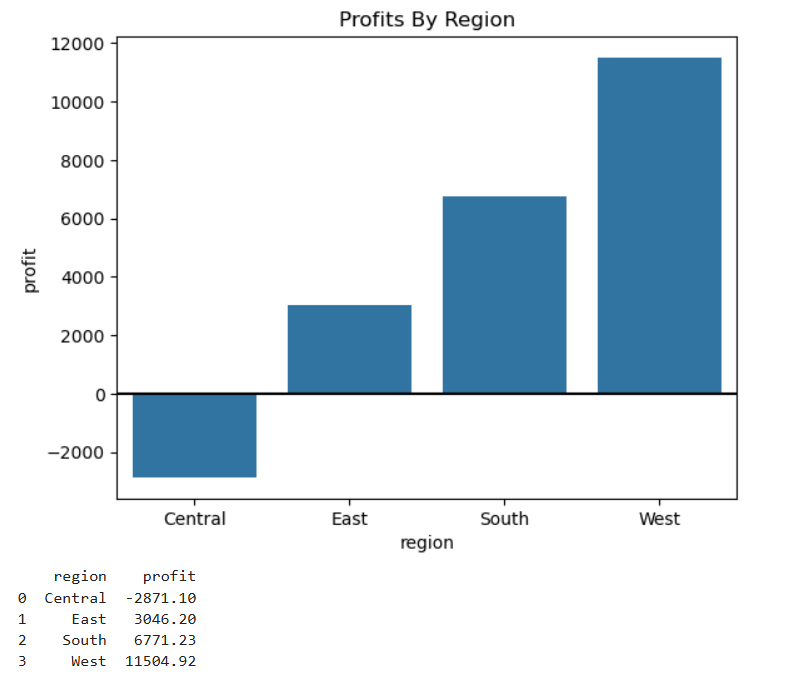 Profits By Region
12000
10000
8000
6000
4000
2000
0
−2000
profit
Central East South West
region
region profit
0 Central -2871.10
1 East 3046.20
2 South 6771.23
3 West 11504.92